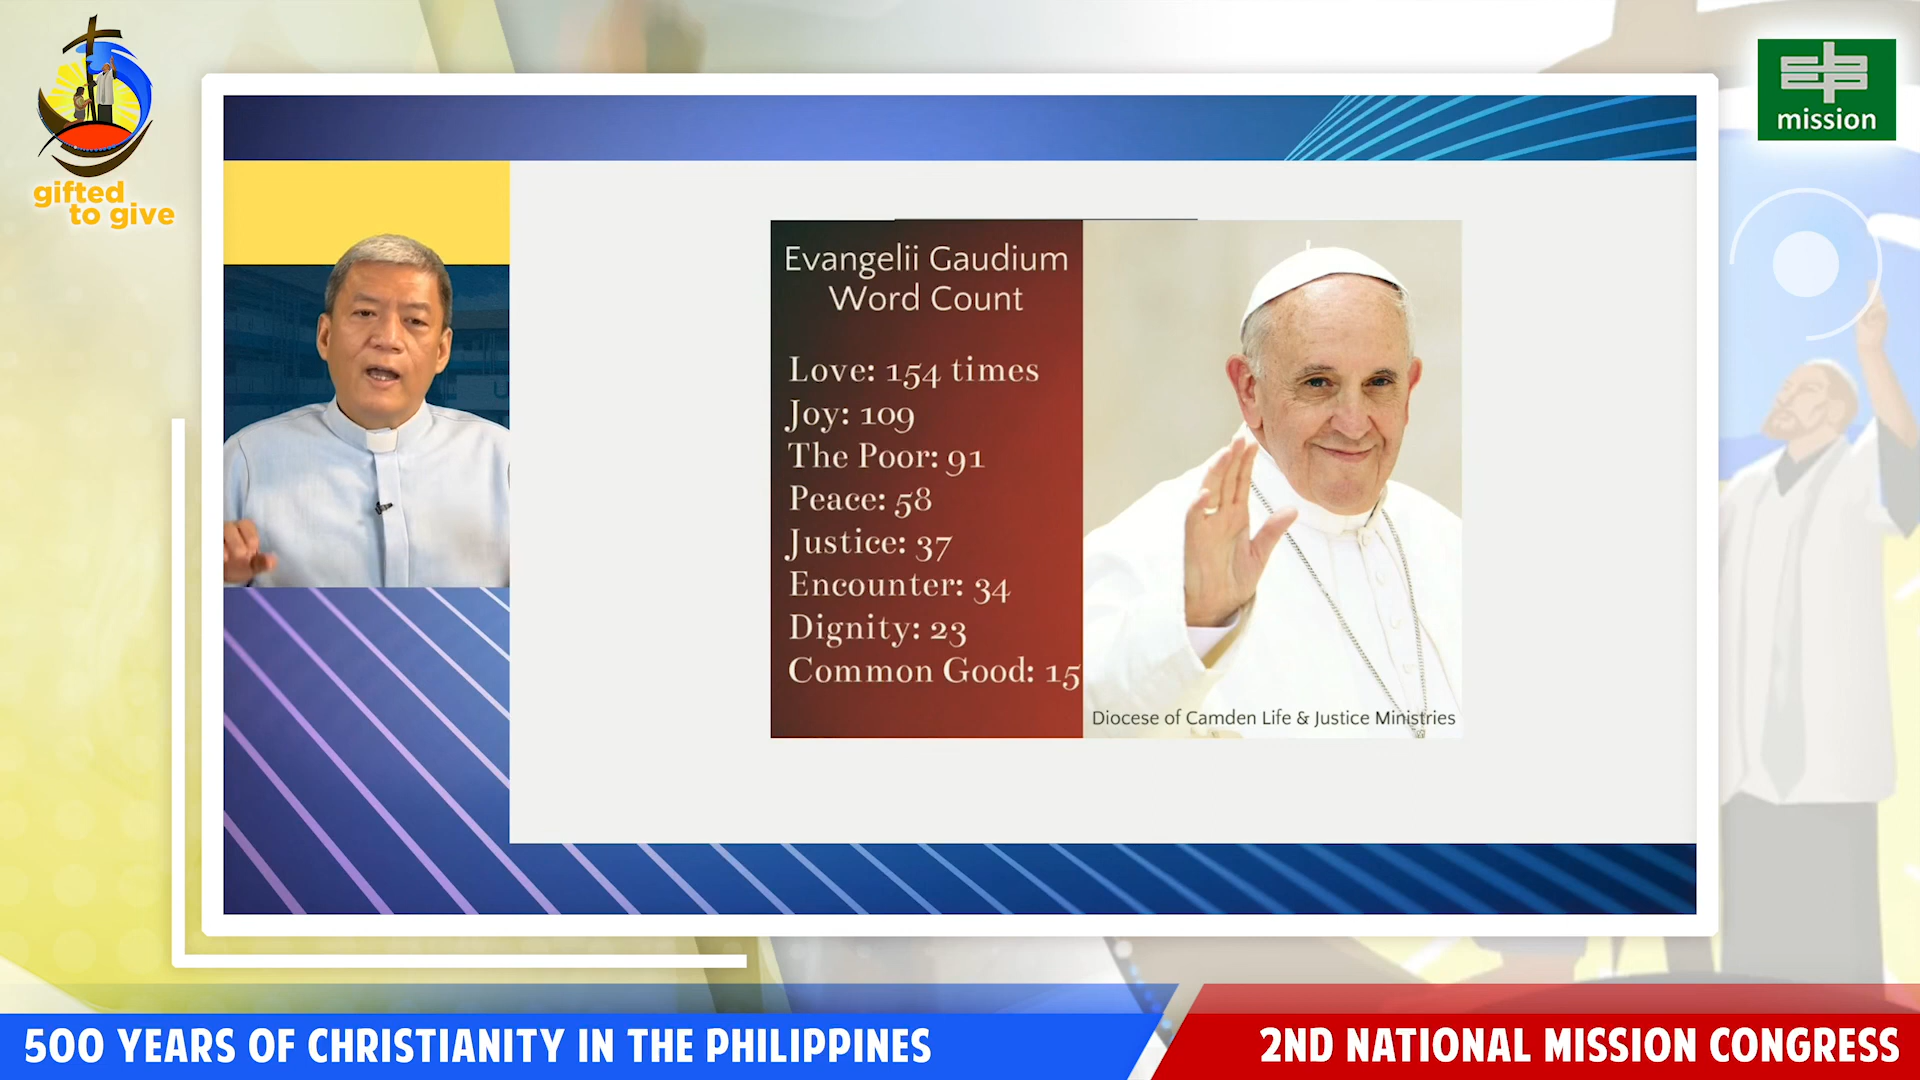 gifted
to give
mission
Evangelii Gaudium
Word Count
Love: 154 times
Joy: 109
The Poor: 91
Peace: 58
Justice: 37
Encounter: 34
Dignity: 23
Common Good: 15
Diocese of Camden Life & Justice Ministries
500 YEARS OF CHRISTIANITY IN THE PHILIPPINES
2ND NATIONAL MISSION CONGRESS